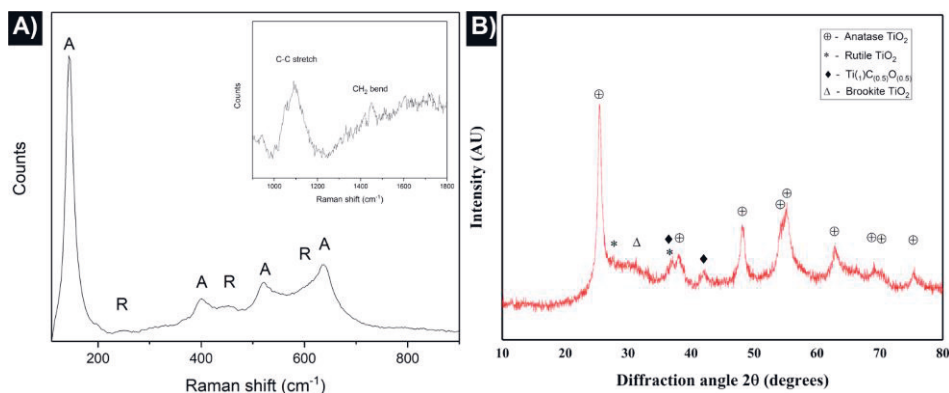 A)
A
R
A
R
A
R
A
Counts
200
400
600
800
Raman shift (cm⁻¹)
C-C stretch
CH₂ bend
Counts
1000
1200
1400
1600
1800
Raman shift (cm⁻¹)
B)
⊕ - Anatase TiO₂
* - Rutile TiO₂
♦ - Ti₍₁₎C₍₀.₅₎O₍₀.₅₎
Δ - Brookite TiO₂
Intensity (AU)
⊕
*
Δ
♦
*
⊕
♦
⊕
⊕
⊕
⊕
⊕
⊕
⊕
10
20
30
40
50
60
70
80
Diffraction angle 2θ (degrees)